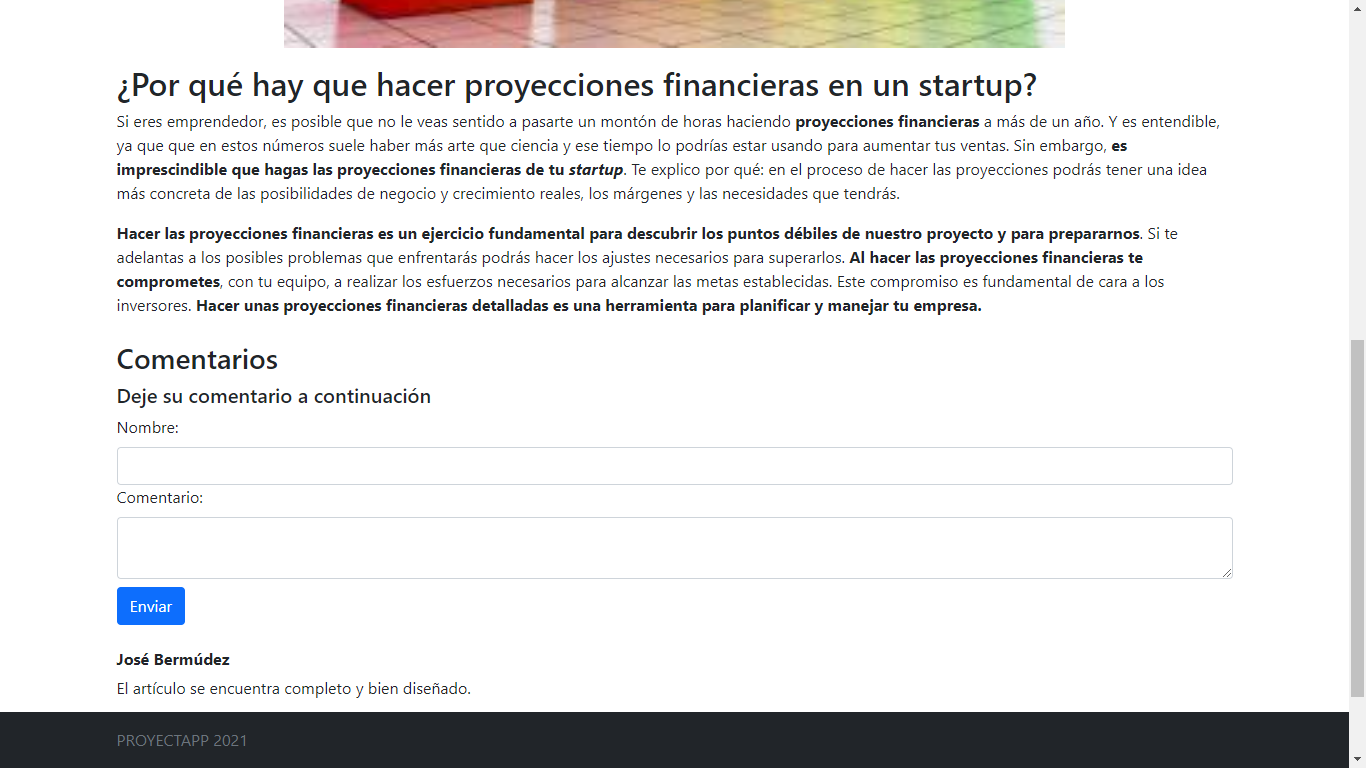 ¿Por qué hay que hacer proyecciones financieras en un startup?
Si eres emprendedor, es posible que no le veas sentido a pasarte un montón de horas haciendo proyecciones financieras a más de un año. Y es entendible,
ya que que en estos números suele haber más arte que ciencia y ese tiempo lo podrías estar usando para aumentar tus ventas. Sin embargo, es
imprescindible que hagas las proyecciones financieras de tu startup. Te explico por qué: en el proceso de hacer las proyecciones podrás tener una idea
más concreta de las posibilidades de negocio y crecimiento reales, los márgenes y las necesidades que tendrás.
Hacer las proyecciones financieras es un ejercicio fundamental para descubrir los puntos débiles de nuestro proyecto y para prepararnos. Si te
adelantas a los posibles problemas que enfrentarás podrás hacer los ajustes necesarios para superarlos. Al hacer las proyecciones financieras te
comprometes, con tu equipo, a realizar los esfuerzos necesarios para alcanzar las metas establecidas. Este compromiso es fundamental de cara a los
inversores. Hacer unas proyecciones financieras detalladas es una herramienta para planificar y manejar tu empresa.
Comentarios
Deje su comentario a continuación
Nombre:
Comentario:
Enviar
José Bermúdez
El artículo se encuentra completo y bien diseñado.
PROYECTAPP 2021